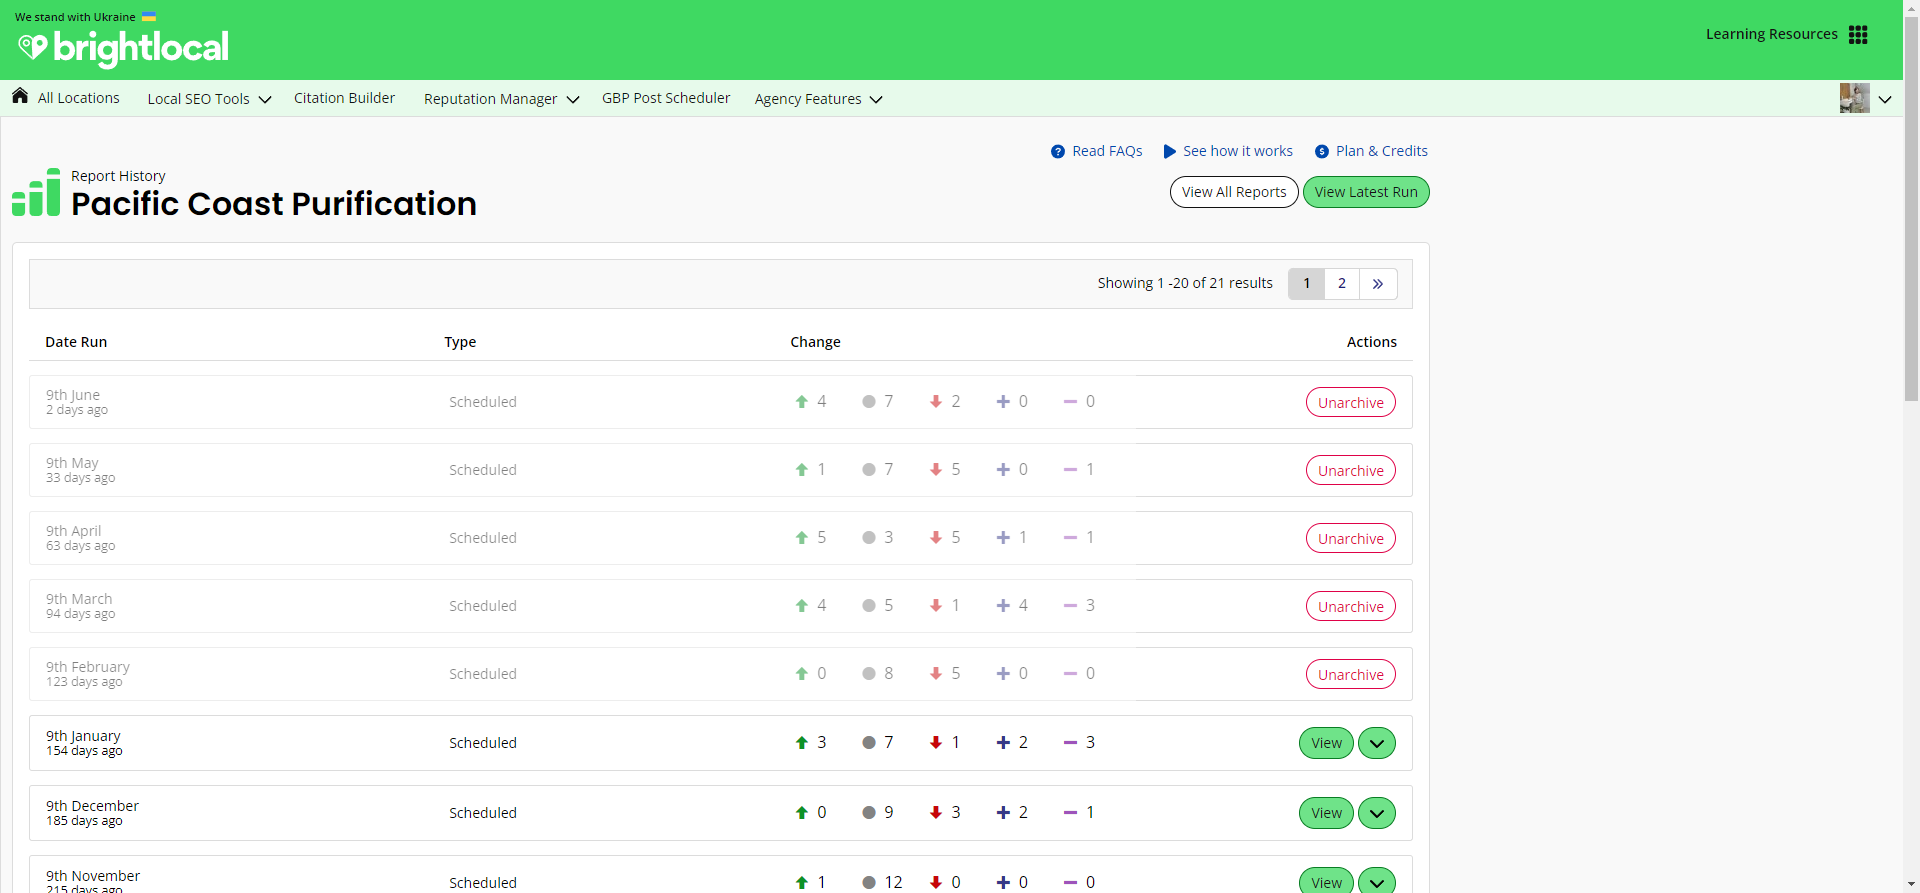 We stand with Ukraine
brightlocal
Learning Resources
All Locations Local SEO Tools Citation Builder Reputation Manager GBP Post Scheduler Agency Features
Read FAQs See how it works Plan & Credits
Report History
Pacific Coast Purification
View All Reports View Latest Run
Showing 1 -20 of 21 results 1 2 »
Date Run Type Change Actions
9th June
2 days ago
Scheduled 4 7 2 0 0 Unarchive
9th May
33 days ago
Scheduled 1 7 5 0 1 Unarchive
9th April
63 days ago
Scheduled 5 3 5 1 1 Unarchive
9th March
94 days ago
Scheduled 4 5 1 4 3 Unarchive
9th February
123 days ago
Scheduled 0 8 5 0 0 Unarchive
9th January
154 days ago
Scheduled 3 7 1 2 3 View
9th December
185 days ago
Scheduled 0 9 3 2 1 View
9th November
215 days ago
Scheduled 1 12 0 0 0 View